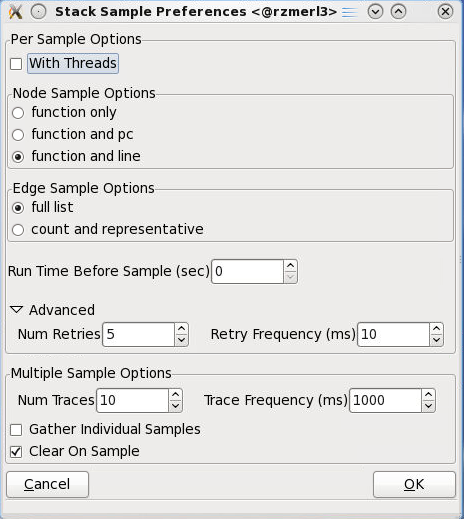 Stack Sample Preferences <@rzmerl3>
Per Sample Options
With Threads
Node Sample Options
function only
function and pc
function and line
Edge Sample Options
full list
count and representative
Run Time Before Sample (sec) 0
Advanced
Num Retries 5 Retry Frequency (ms) 10
Multiple Sample Options
Num Traces 10 Trace Frequency (ms) 1000
Gather Individual Samples
Clear On Sample
Cancel OK